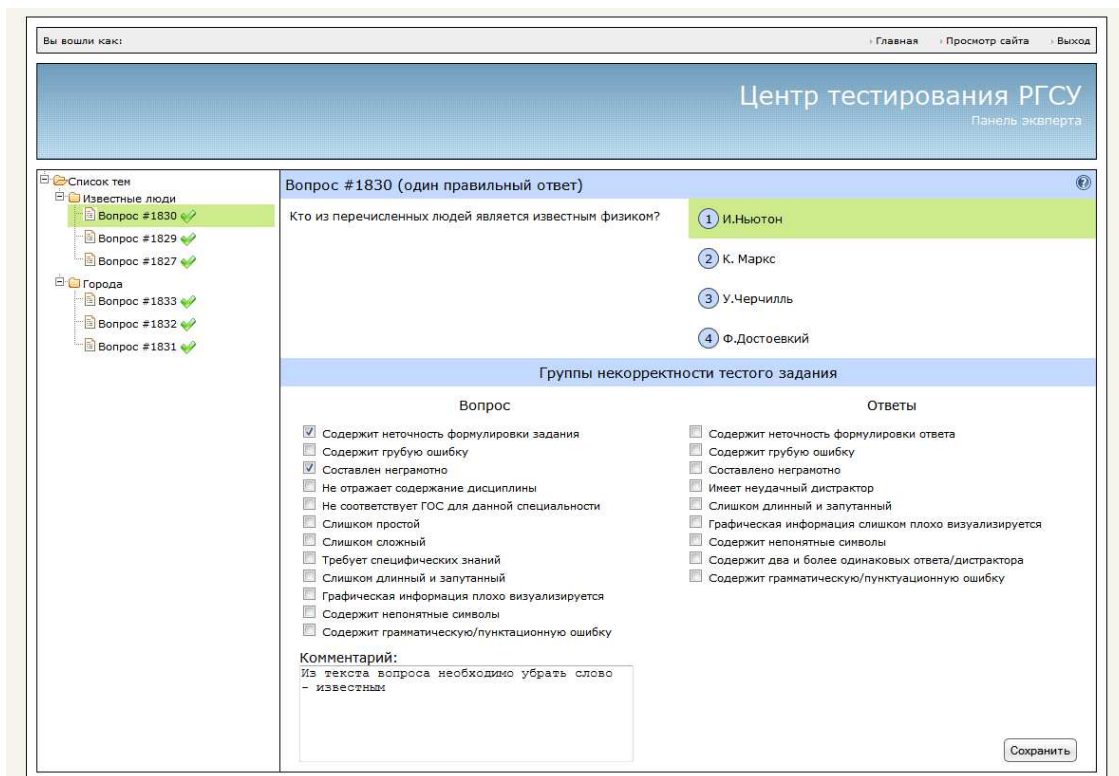 Вы вошли как:
› Главная › Просмотр сайта › Выход
Центр тестирования РГСУ
Панель эквперта
Список тем
Известные люди
Вопрос #1830
Вопрос #1829
Вопрос #1827
Города
Вопрос #1833
Вопрос #1832
Вопрос #1831
Вопрос #1830 (один правильный ответ)
?
Кто из перечисленных людей является известным физиком?
1 И.Ньютон
2 К. Маркс
3 У.Черчилль
4 Ф.Достоевкий
Группы некорректности тестого задания
Вопрос
Содержит неточность формулировки задания
Содержит грубую ошибку
Составлен неграмотно
Не отражает содержание дисциплины
Не соответствует ГОС для данной специальности
Слишком простой
Слишком сложный
Требует специфических знаний
Слишком длинный и запутанный
Графическая информация плохо визуализируется
Содержит непонятные символы
Содержит грамматическую/пунктационную ошибку
Ответы
Содержит неточность формулировки ответа
Содержит грубую ошибку
Составлено неграмотно
Имеет неудачный дистрактор
Слишком длинный и запутанный
Графическая информация слишком плохо визуализируется
Содержит непонятные символы
Содержит два и более одинаковых ответа/дистрактора
Содержит грамматическую/пунктуационную ошибку
Комментарий:
Из текста вопроса необходимо убрать слово
- известным
Сохранить